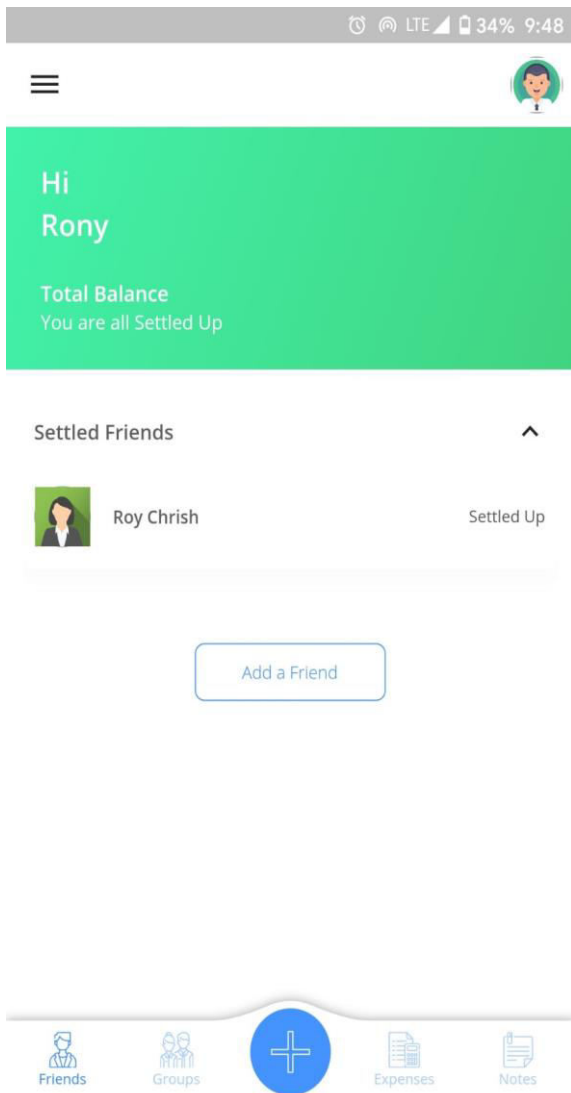 LTE 34% 9:48
Hi
Rony
Total Balance
You are all Settled Up
Settled Friends
Roy Chrish Settled Up
Add a Friend
Friends Groups Expenses Notes